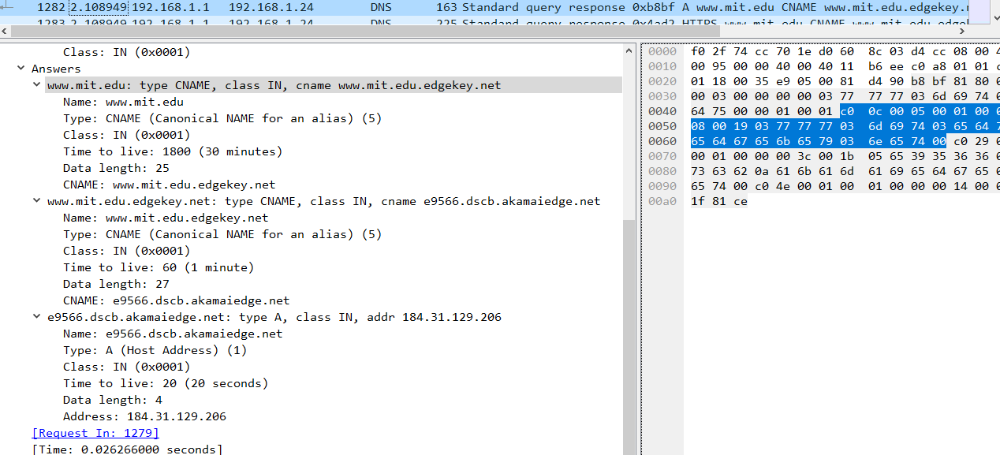 1282 2.108949 192.168.1.1 192.168.1.24 DNS 163 Standard query response 0xb8bf A www.mit.edu CNAME www.mit.edu.edgekey.
1283 2.108949 192.168.1.1 192.168.1.24 DNS 225 Standard query response 0x4ad2 HTTPS www.mit.edu CNAME www.mit.edu.
Class: IN (0x0001)
Answers
www.mit.edu: type CNAME, class IN, cname www.mit.edu.edgekey.net
Name: www.mit.edu
Type: CNAME (Canonical NAME for an alias) (5)
Class: IN (0x0001)
Time to live: 1800 (30 minutes)
Data length: 25
CNAME: www.mit.edu.edgekey.net
www.mit.edu.edgekey.net: type CNAME, class IN, cname e9566.dscb.akamaiedge.net
Name: www.mit.edu.edgekey.net
Type: CNAME (Canonical NAME for an alias) (5)
Class: IN (0x0001)
Time to live: 60 (1 minute)
Data length: 27
CNAME: e9566.dscb.akamaiedge.net
e9566.dscb.akamaiedge.net: type A, class IN, addr 184.31.129.206
Name: e9566.dscb.akamaiedge.net
Type: A (Host Address) (1)
Class: IN (0x0001)
Time to live: 20 (20 seconds)
Data length: 4
Address: 184.31.129.206
[Request In: 1279]
[Time: 0.026266000 seconds]
0000 f0 2f 74 cc 70 1e d0 60 8c 03 d4 cc 08 00 4
0010 00 95 00 00 40 00 40 11 b6 ee c0 a8 01 01 c
0020 01 18 00 35 e9 05 00 81 d4 90 b8 bf 81 80 0
0030 00 03 00 00 00 00 03 77 77 77 03 6d 69 74 0
0040 64 75 00 00 01 00 01 c0 0c 00 05 00 01 00 0
0050 08 00 19 03 77 77 77 03 6d 69 74 03 65 64 7
0060 65 64 67 65 6b 65 79 03 6e 65 74 00 c0 29 0
0070 00 01 00 00 00 3c 00 1b 05 65 39 35 36 36 0
0080 73 63 62 0a 61 6b 61 6d 61 69 65 64 67 65 0
0090 65 74 00 c0 4e 00 01 00 01 00 00 00 14 00 0
00a0 1f 81 ce